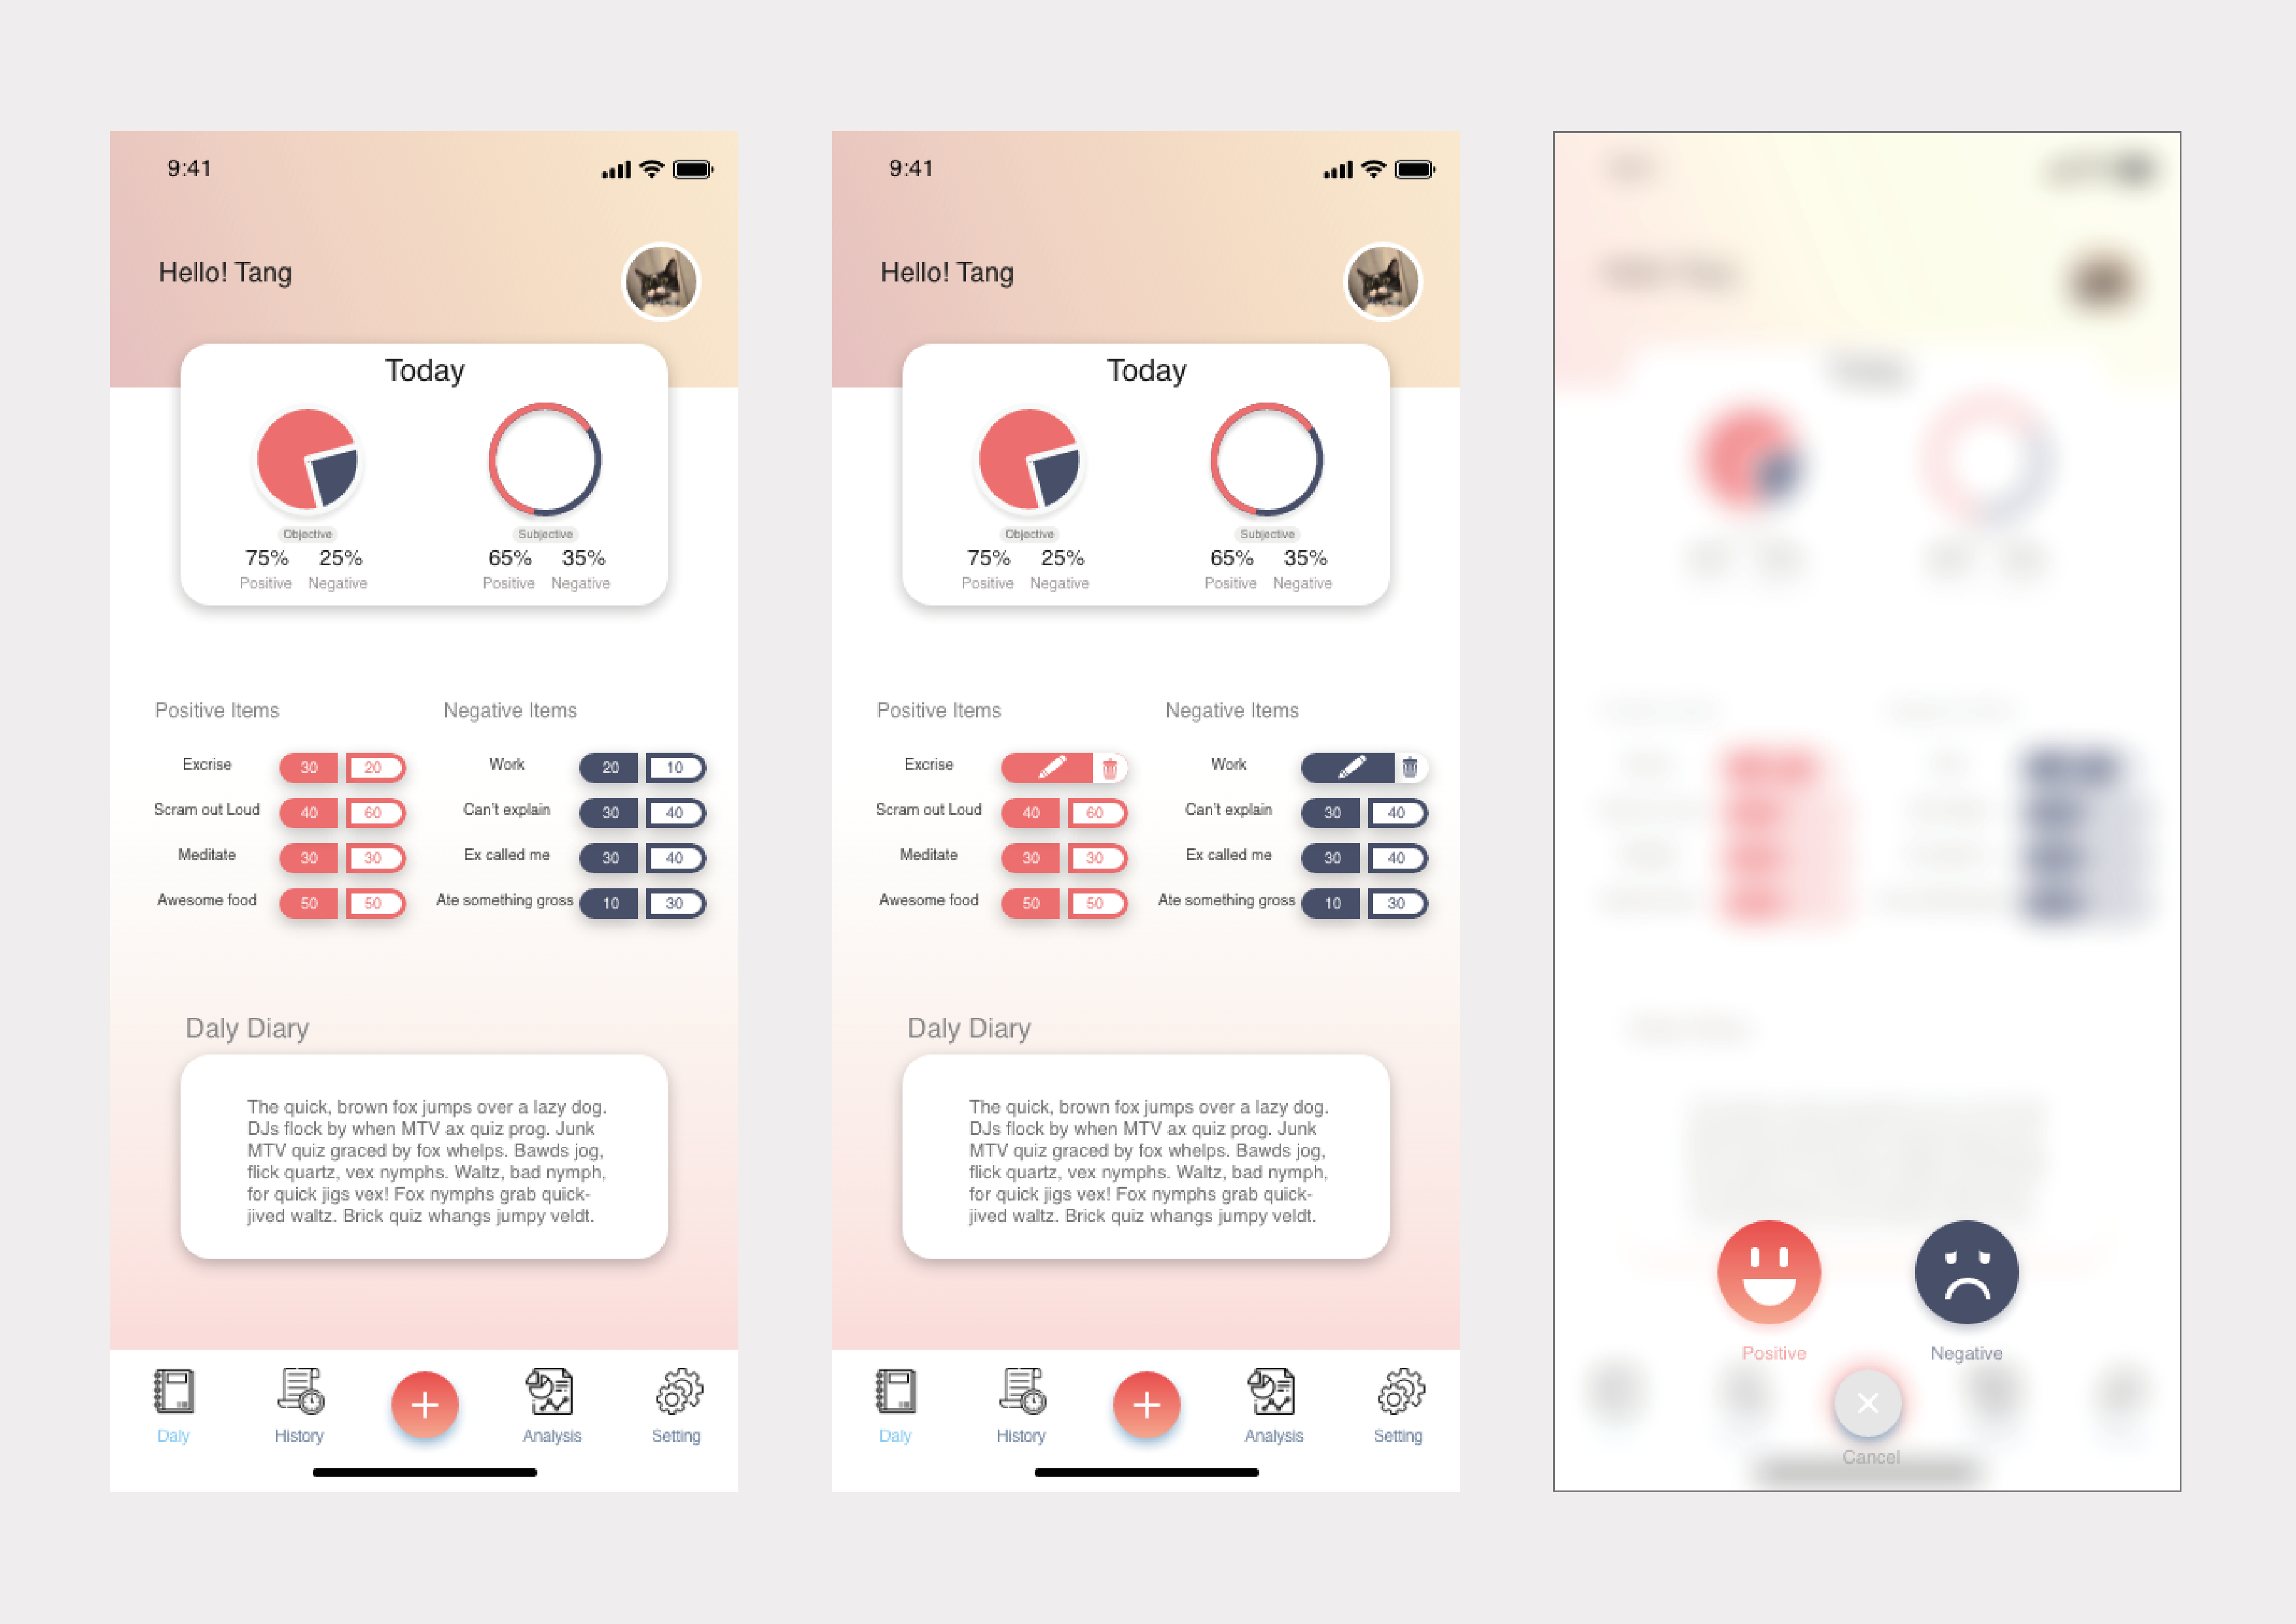 9:41
Hello! Tang
Today
Objective
Subjective
75% 25%
65% 35%
Positive Negative
Positive Negative
Positive Items
Negative Items
Excrise 30 20
Work 20 10
Scram out Loud 40 60
Can't explain 30 40
Meditate 30 30
Ex called me 30 40
Awesome food 50 50
Ate something gross 10 30
Daly Diary
The quick, brown fox jumps over a lazy dog.
DJs flock by when MTV ax quiz prog. Junk
MTV quiz graced by fox whelps. Bawds jog,
flick quartz, vex nymphs. Waltz, bad nymph,
for quick jigs vex! Fox nymphs grab quick-
jived waltz. Brick quiz whangs jumpy veldt.
Daly
History
Analysis
Setting
9:41
Hello! Tang
Today
Objective
Subjective
75% 25%
65% 35%
Positive Negative
Positive Negative
Positive Items
Negative Items
Excrise
Work
Scram out Loud 40 60
Can't explain 30 40
Meditate 30 30
Ex called me 30 40
Awesome food 50 50
Ate something gross 10 30
Daly Diary
The quick, brown fox jumps over a lazy dog.
DJs flock by when MTV ax quiz prog. Junk
MTV quiz graced by fox whelps. Bawds jog,
flick quartz, vex nymphs. Waltz, bad nymph,
for quick jigs vex! Fox nymphs grab quick-
jived waltz. Brick quiz whangs jumpy veldt.
Daly
History
Analysis
Setting
Positive
Negative
Cancel